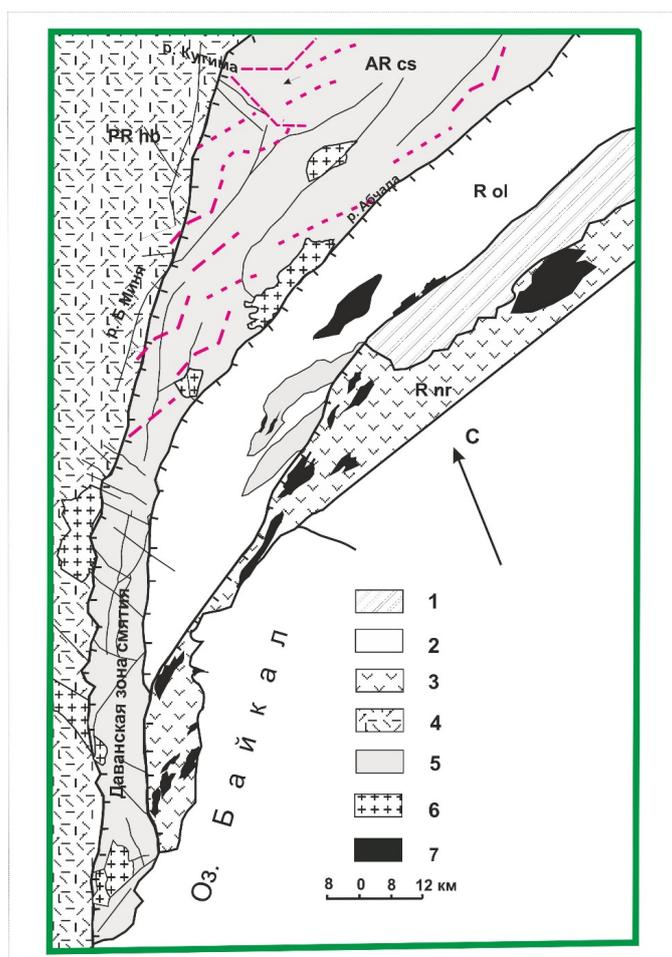 р. Кутима
AR cs
PR hb
R ol
р. Абчада
р. Б Миня
R nr
С
1
2
3
4
5
6
7
Даванская зона смятия
Оз. Байкал
8 0 8 12 км